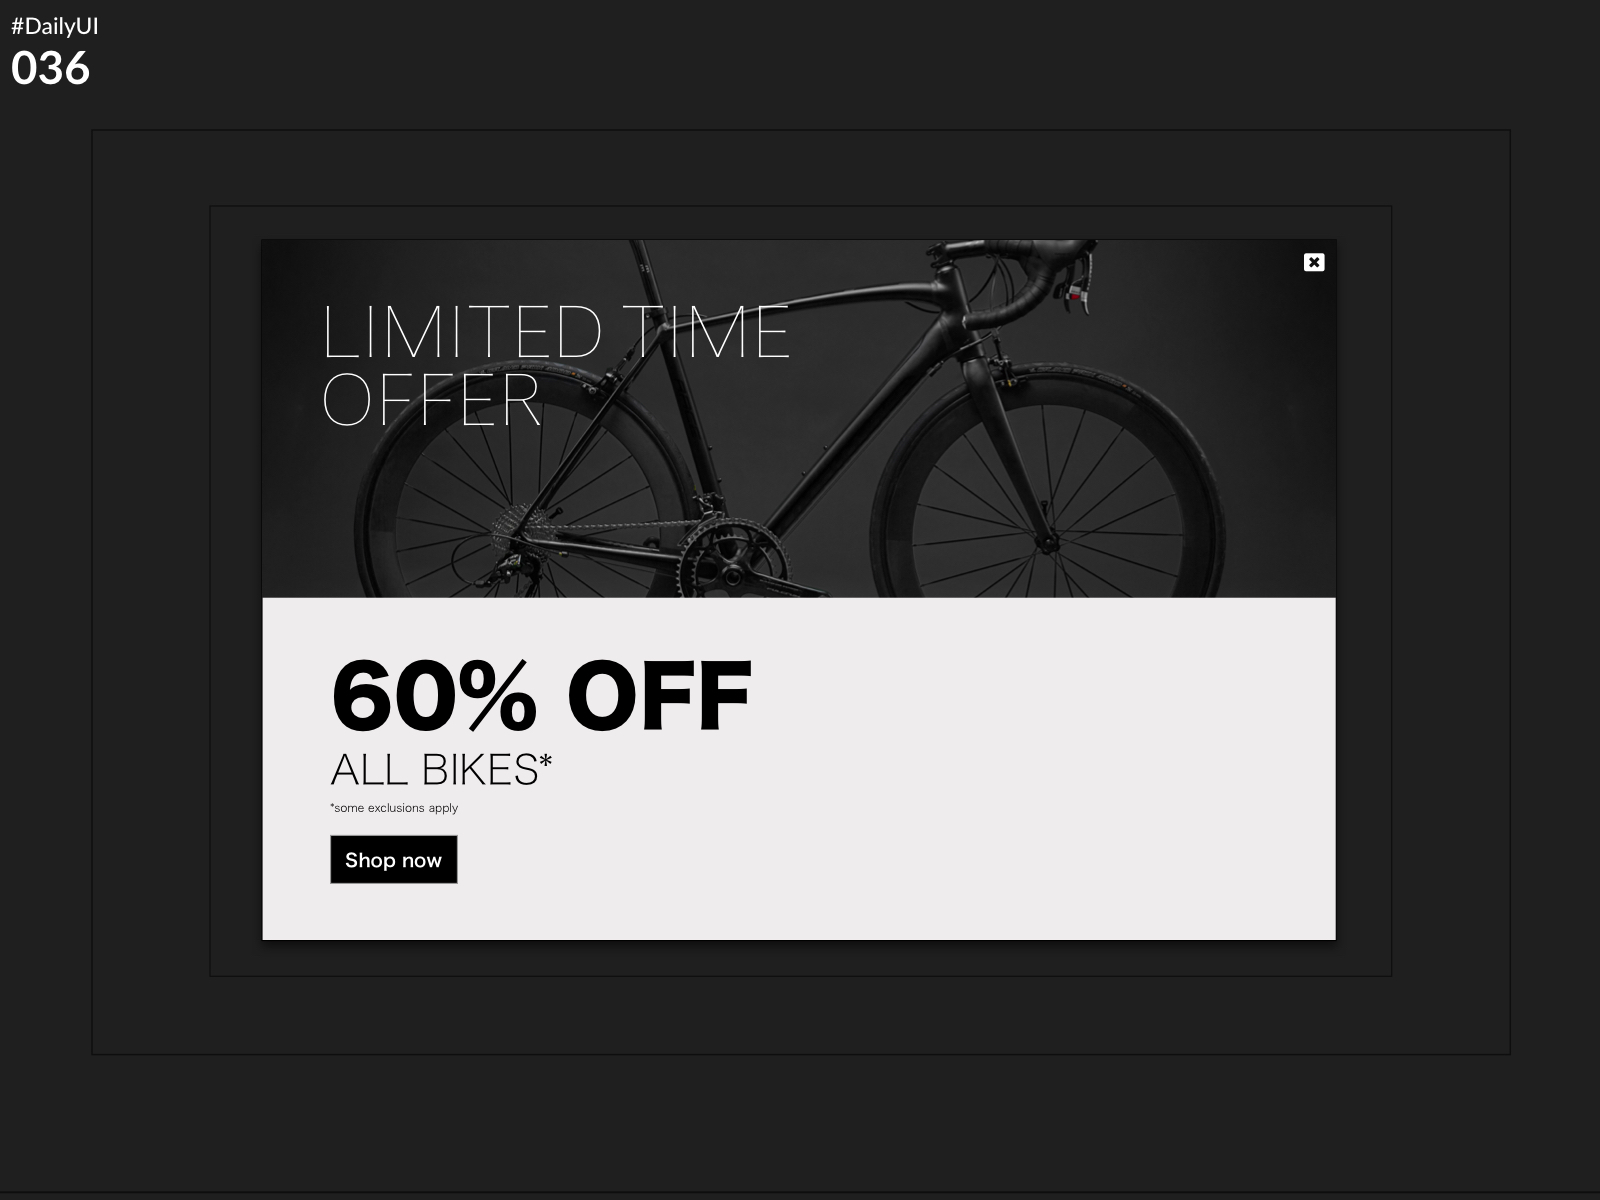 #DailyUI
036
LIMITED TIME
OFFER
60% OFF
ALL BIKES*
*some exclusions apply
Shop now